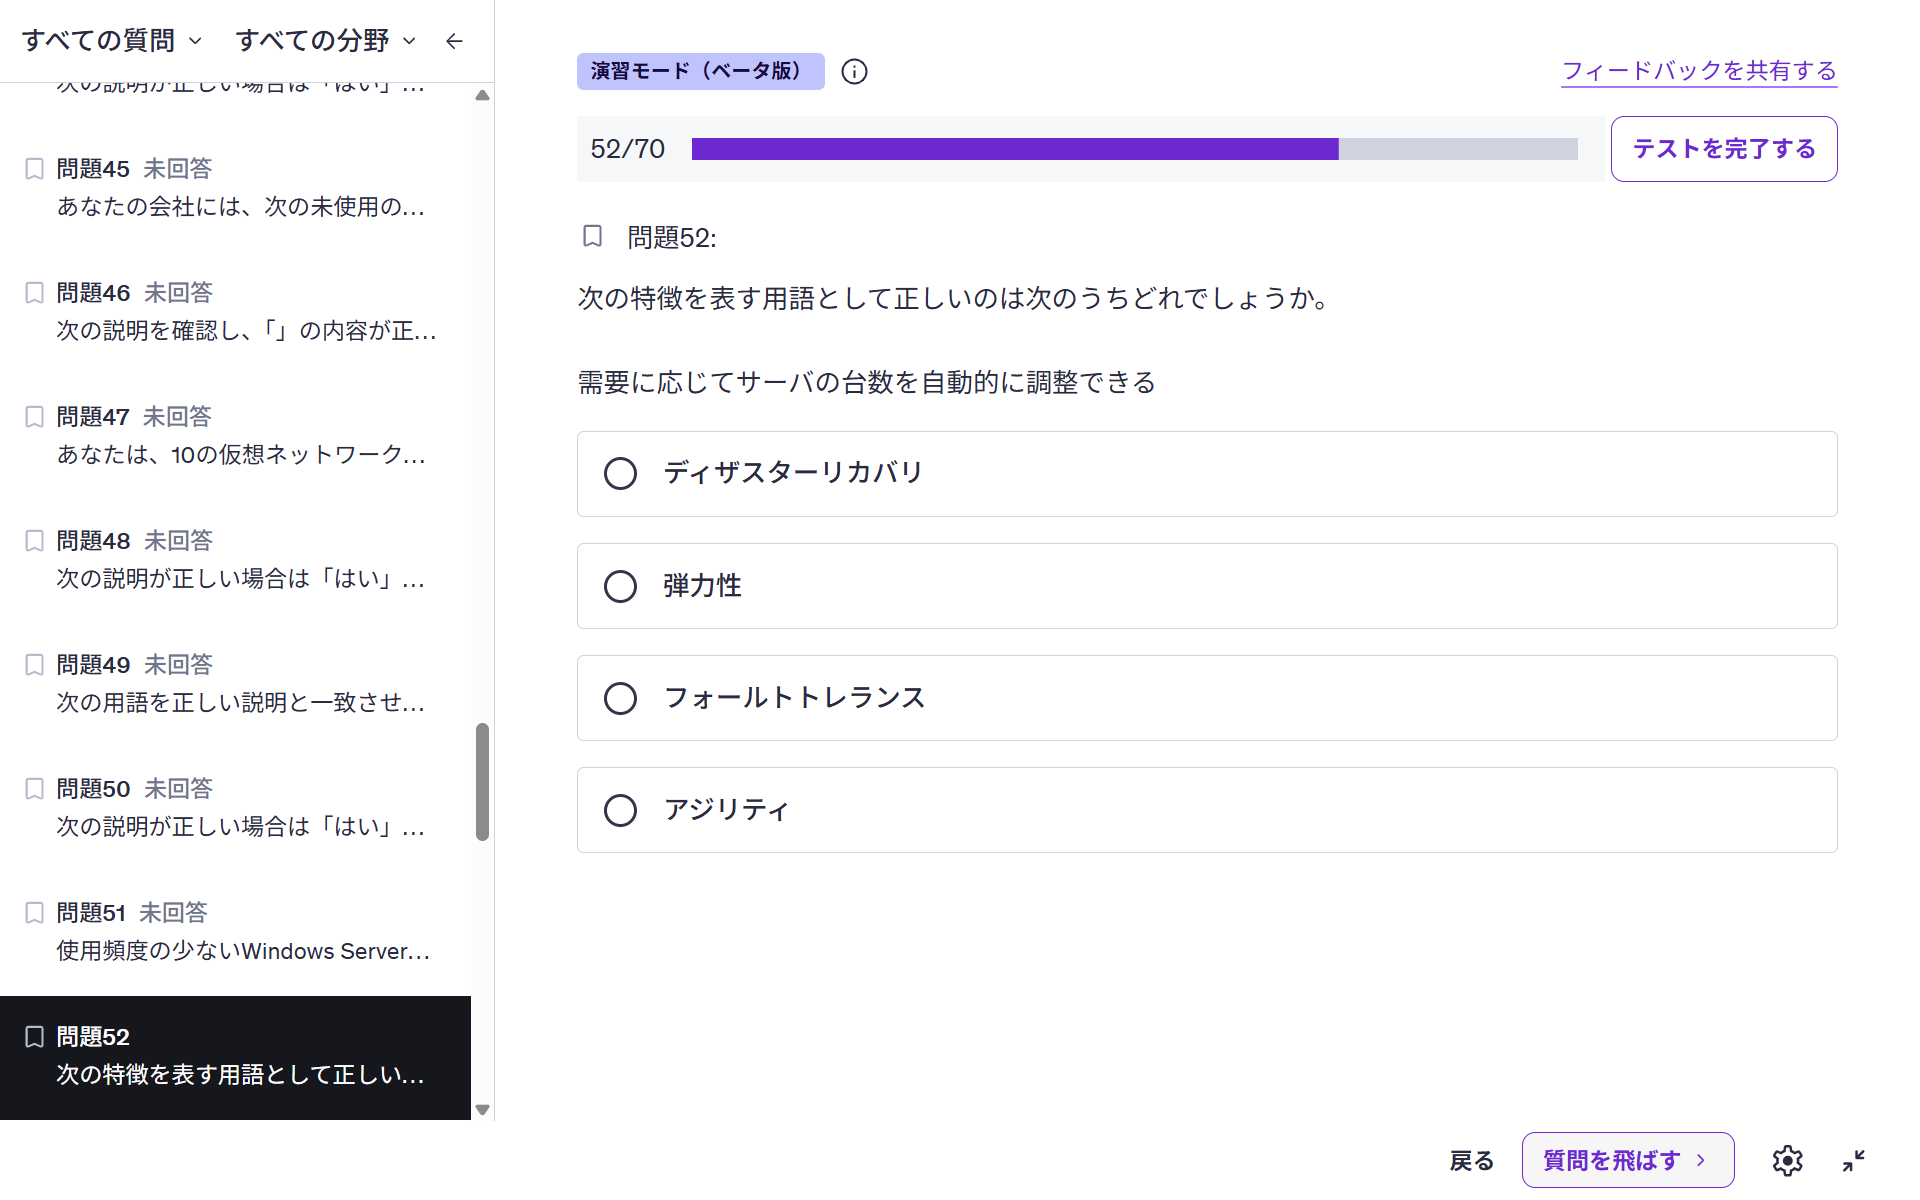 すべての質問
すべての分野
次の説明が正しい場合は「はい」…
問題45 未回答
あなたの会社には、次の未使用の…
問題46 未回答
次の説明を確認し、「」の内容が正…
問題47 未回答
あなたは、10の仮想ネットワーク…
問題48 未回答
次の説明が正しい場合は「はい」…
問題49 未回答
次の用語を正しい説明と一致させ…
問題50 未回答
次の説明が正しい場合は「はい」…
問題51 未回答
使用頻度の少ないWindows Server…
問題52
次の特徴を表す用語として正しい…
演習モード（ベータ版）
フィードバックを共有する
52/70
テストを完了する
問題52:
次の特徴を表す用語として正しいのは次のうちどれでしょうか。
需要に応じてサーバの台数を自動的に調整できる
ディザスターリカバリ
弾力性
フォールトトレランス
アジリティ
戻る
質問を飛ばす